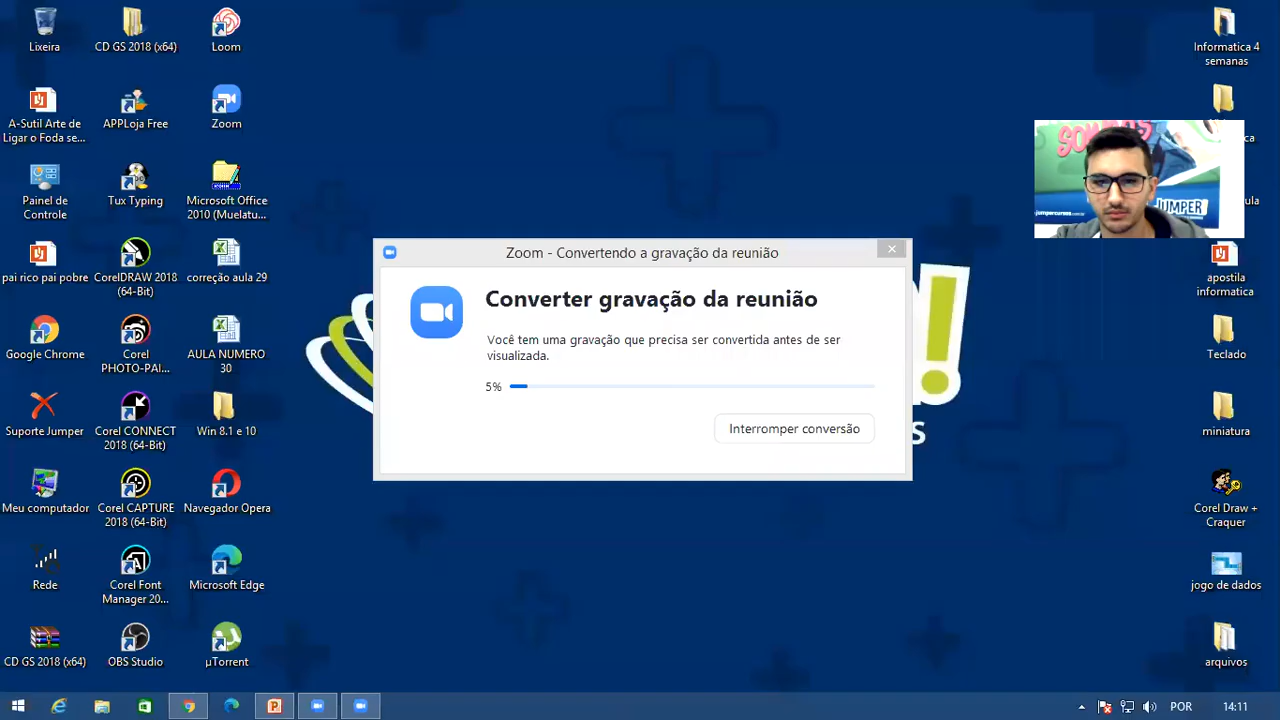 Lixeira
CD GS 2018 (x64)
Loom
A-Sutil Arte de
Ligar o Foda se...
APPLoja Free
Zoom
Painel de
Controle
Tux Typing
Microsoft Office
2010 (Muelatu...
pai rico pai pobre
CorelDRAW 2018
(64-Bit)
correção aula 29
Google Chrome
Corel
PHOTO-PAI...
AULA NUMERO
30
Suporte Jumper
Corel CONNECT
2018 (64-Bit)
Win 8.1 e 10
Meu computador
Corel CAPTURE
2018 (64-Bit)
Navegador Opera
Rede
Corel Font
Manager 20...
Microsoft Edge
CD GS 2018 (x64)
OBS Studio
µTorrent
Zoom - Convertendo a gravação da reunião
Converter gravação da reunião
Você tem uma gravação que precisa ser convertida antes de ser
visualizada.
5%
Interromper conversão
s
Informatica 4
semanas
ca
SOMOS
JUMPER
jumpercursos.com.br
ula
apostila
informatica
Teclado
miniatura
Corel Draw +
Craquer
jogo de dados
arquivos
POR
14:11